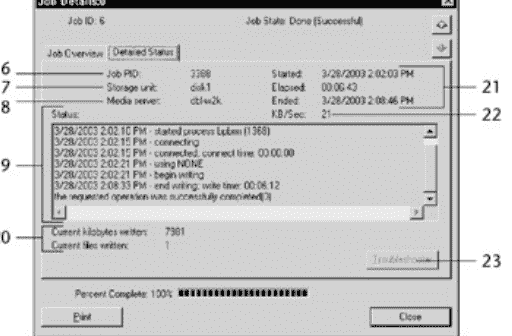 Job Details:6
Job ID: 6 Job State: Done (Successful)
Job Overview Detailed Status
6 Job PID: 3388 Started: 3/28/2003 2:02:03 PM
7 Storage unit: disk1 Elapsed: 00:06:43 21
8 Media server: Ended: 3/28/2003 2:08:46 PM
Status: KB/Sec: 21 22
3/28/2003 2:02:10 PM - started process bpbrm (1368)
3/28/2003 2:02:15 PM - connecting
3/28/2003 2:02:15 PM - connected; connect time: 00:00:00
9 3/28/2003 2:02:21 PM - using NONE
3/28/2003 2:02:21 PM - begin writing
3/28/2003 2:08:33 PM - end writing; write time: 00:06:12
the requested operation was successfully completed(0)
0 Current kilobytes written: 7981
Current files written: 1
Troubleshooter 23
Percent Complete: 100%
Print Close